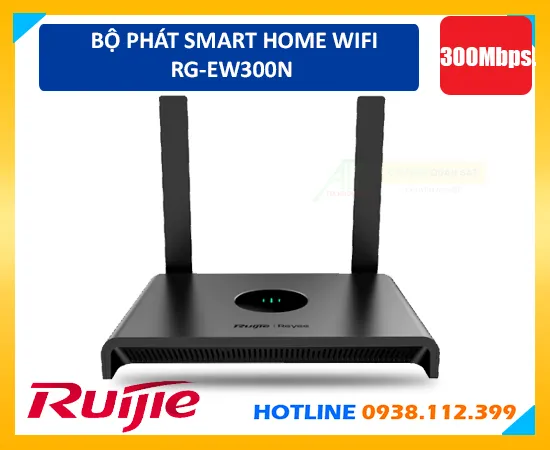 BỘ PHÁT SMART HOME WIFI
RG-EW300N
300Mbps.
Ruijie | Reyee
RUIJIE
HOTLINE 0938.112.399